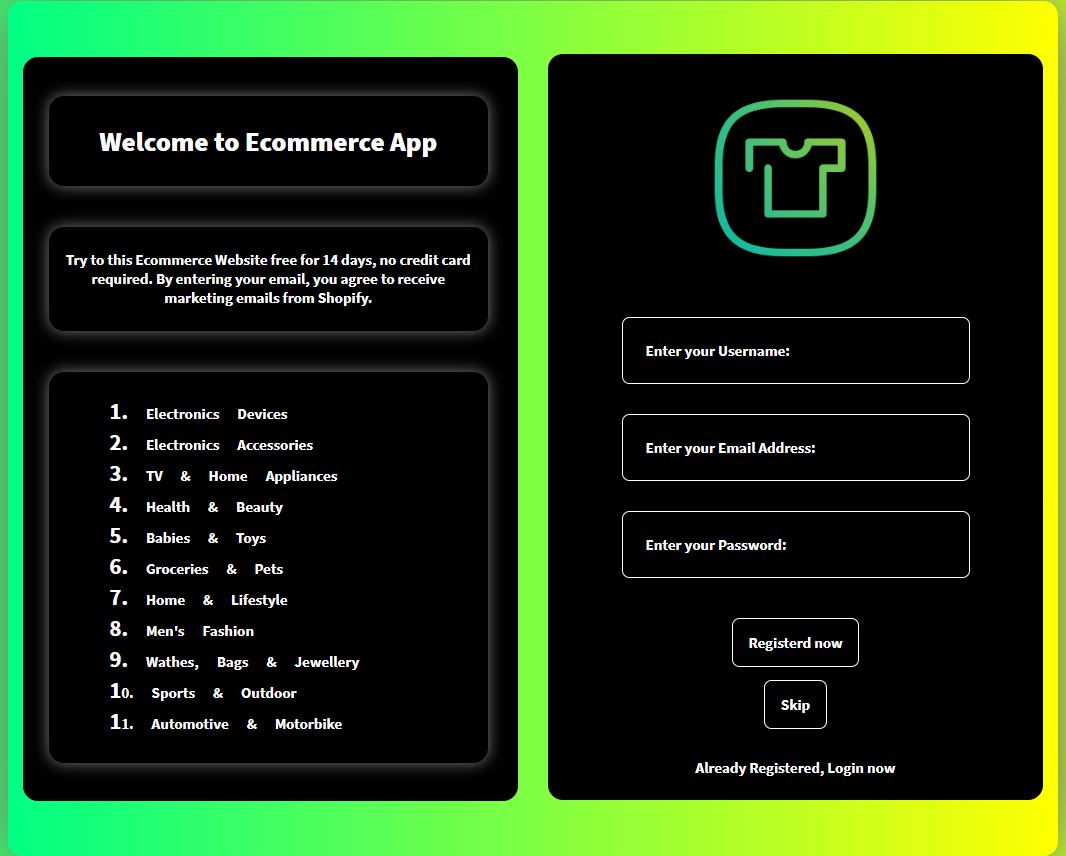 Welcome to Ecommerce App
Try to this Ecommerce Website free for 14 days, no credit card
required. By entering your email, you agree to receive
marketing emails from Shopify.
1. Electronics Devices
2. Electronics Accessories
3. TV & Home Appliances
4. Health & Beauty
5. Babies & Toys
6. Groceries & Pets
7. Home & Lifestyle
8. Men's Fashion
9. Wathes, Bags & Jewellery
10. Sports & Outdoor
11. Automotive & Motorbike
Enter your Username:
Enter your Email Address:
Enter your Password:
Registerd now
Skip
Already Registered, Login now